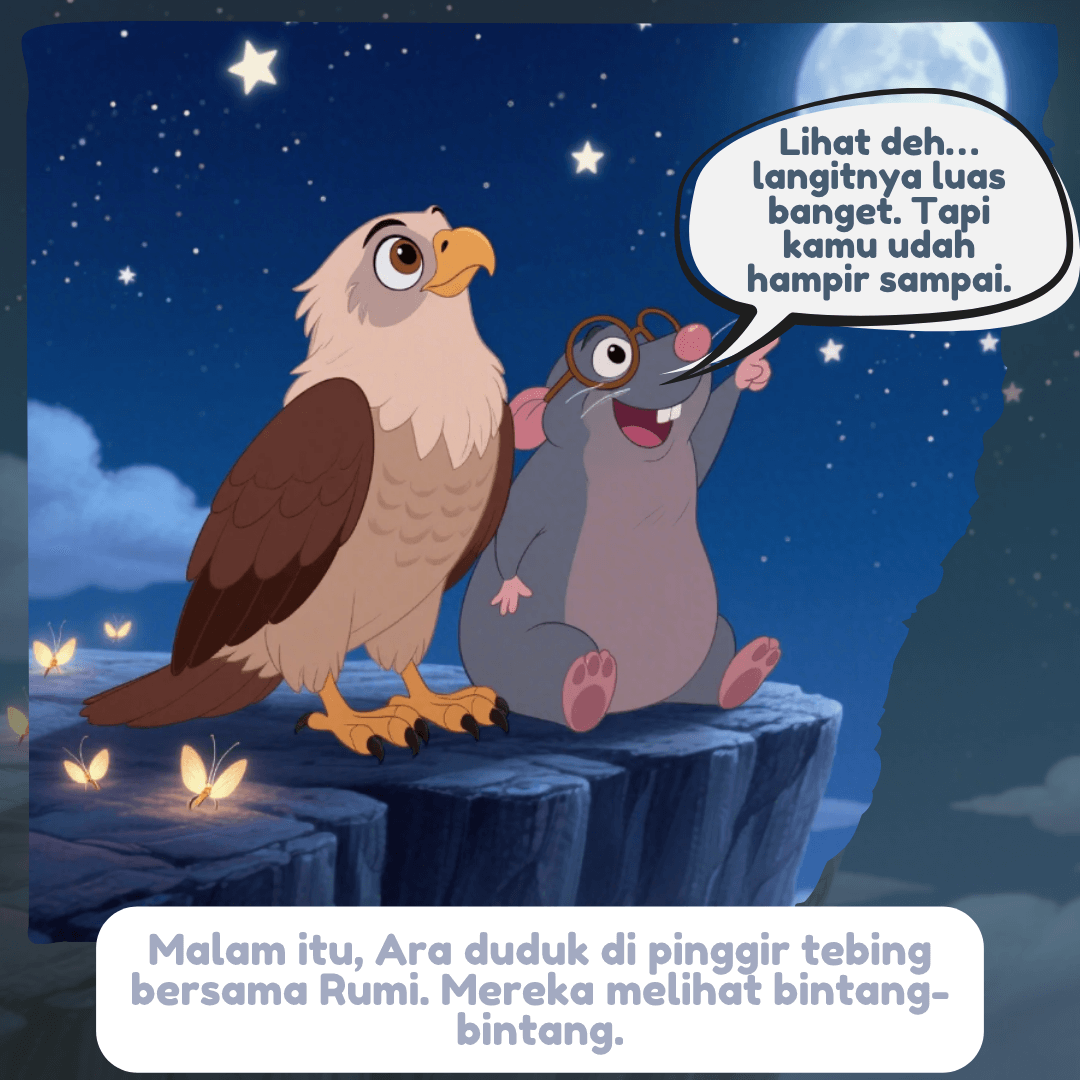 Lihat deh...
langitnya luas
banget. Tapi
kamu udah
hampir sampai.
Malam itu, Ara duduk di pinggir tebing
bersama Rumi. Mereka melihat bintang-
bintang.